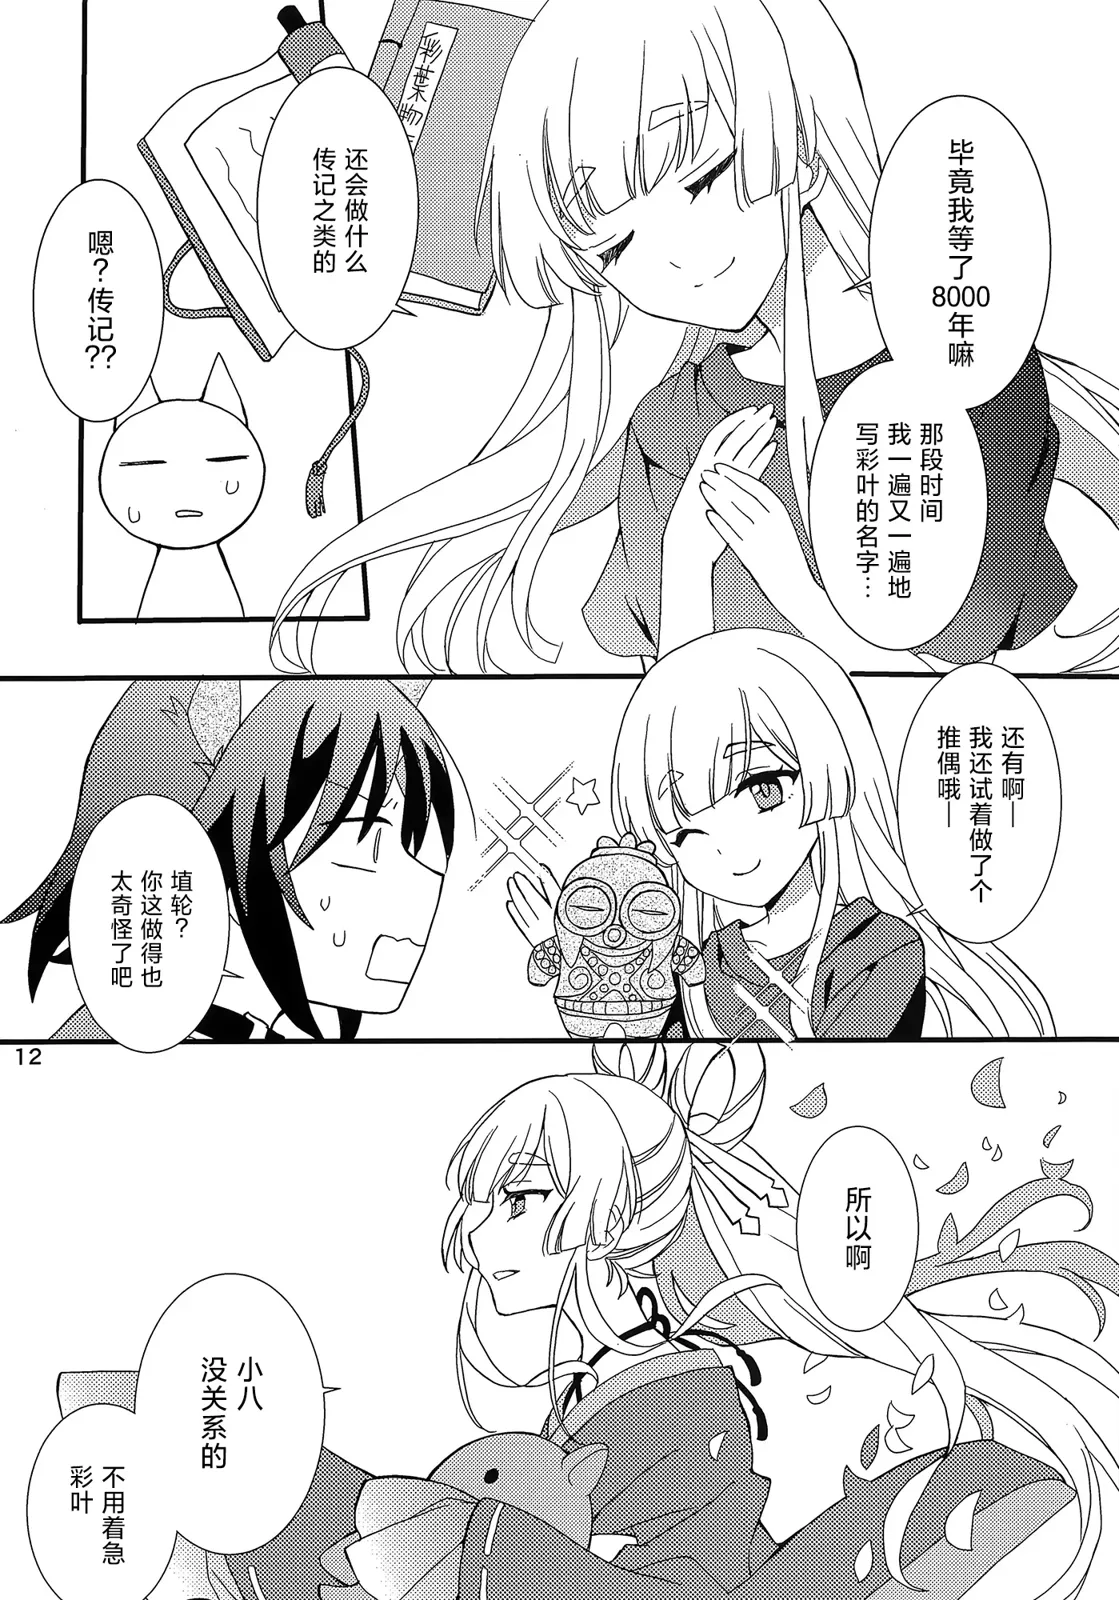 毕竟我等了
8000
年嘛
那段时间
我一遍又一遍地
写彩叶的名字…
还会做什么
传记之类的
彩葉物
嗯？传记
??
还有啊—
我还试着做了个
推偶哦—
埴轮？
你这做得也
太奇怪了吧
12
所以啊
小八
没关系的
不用着急
彩叶